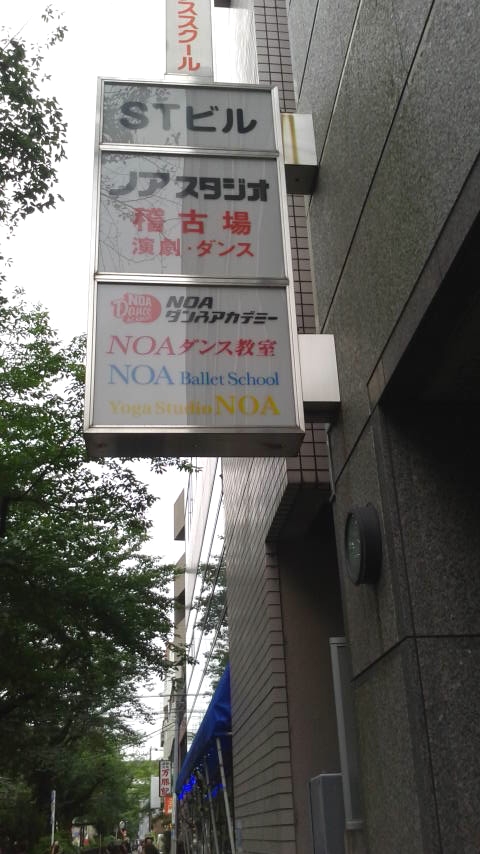 ススクール
STビル
ノアスタジオ
稽古場
演劇・ダンス
NOA
Dance
NOA
ダンスアカデミー
NOAダンス教室
NOA Ballet School
Yoga Studio NOA